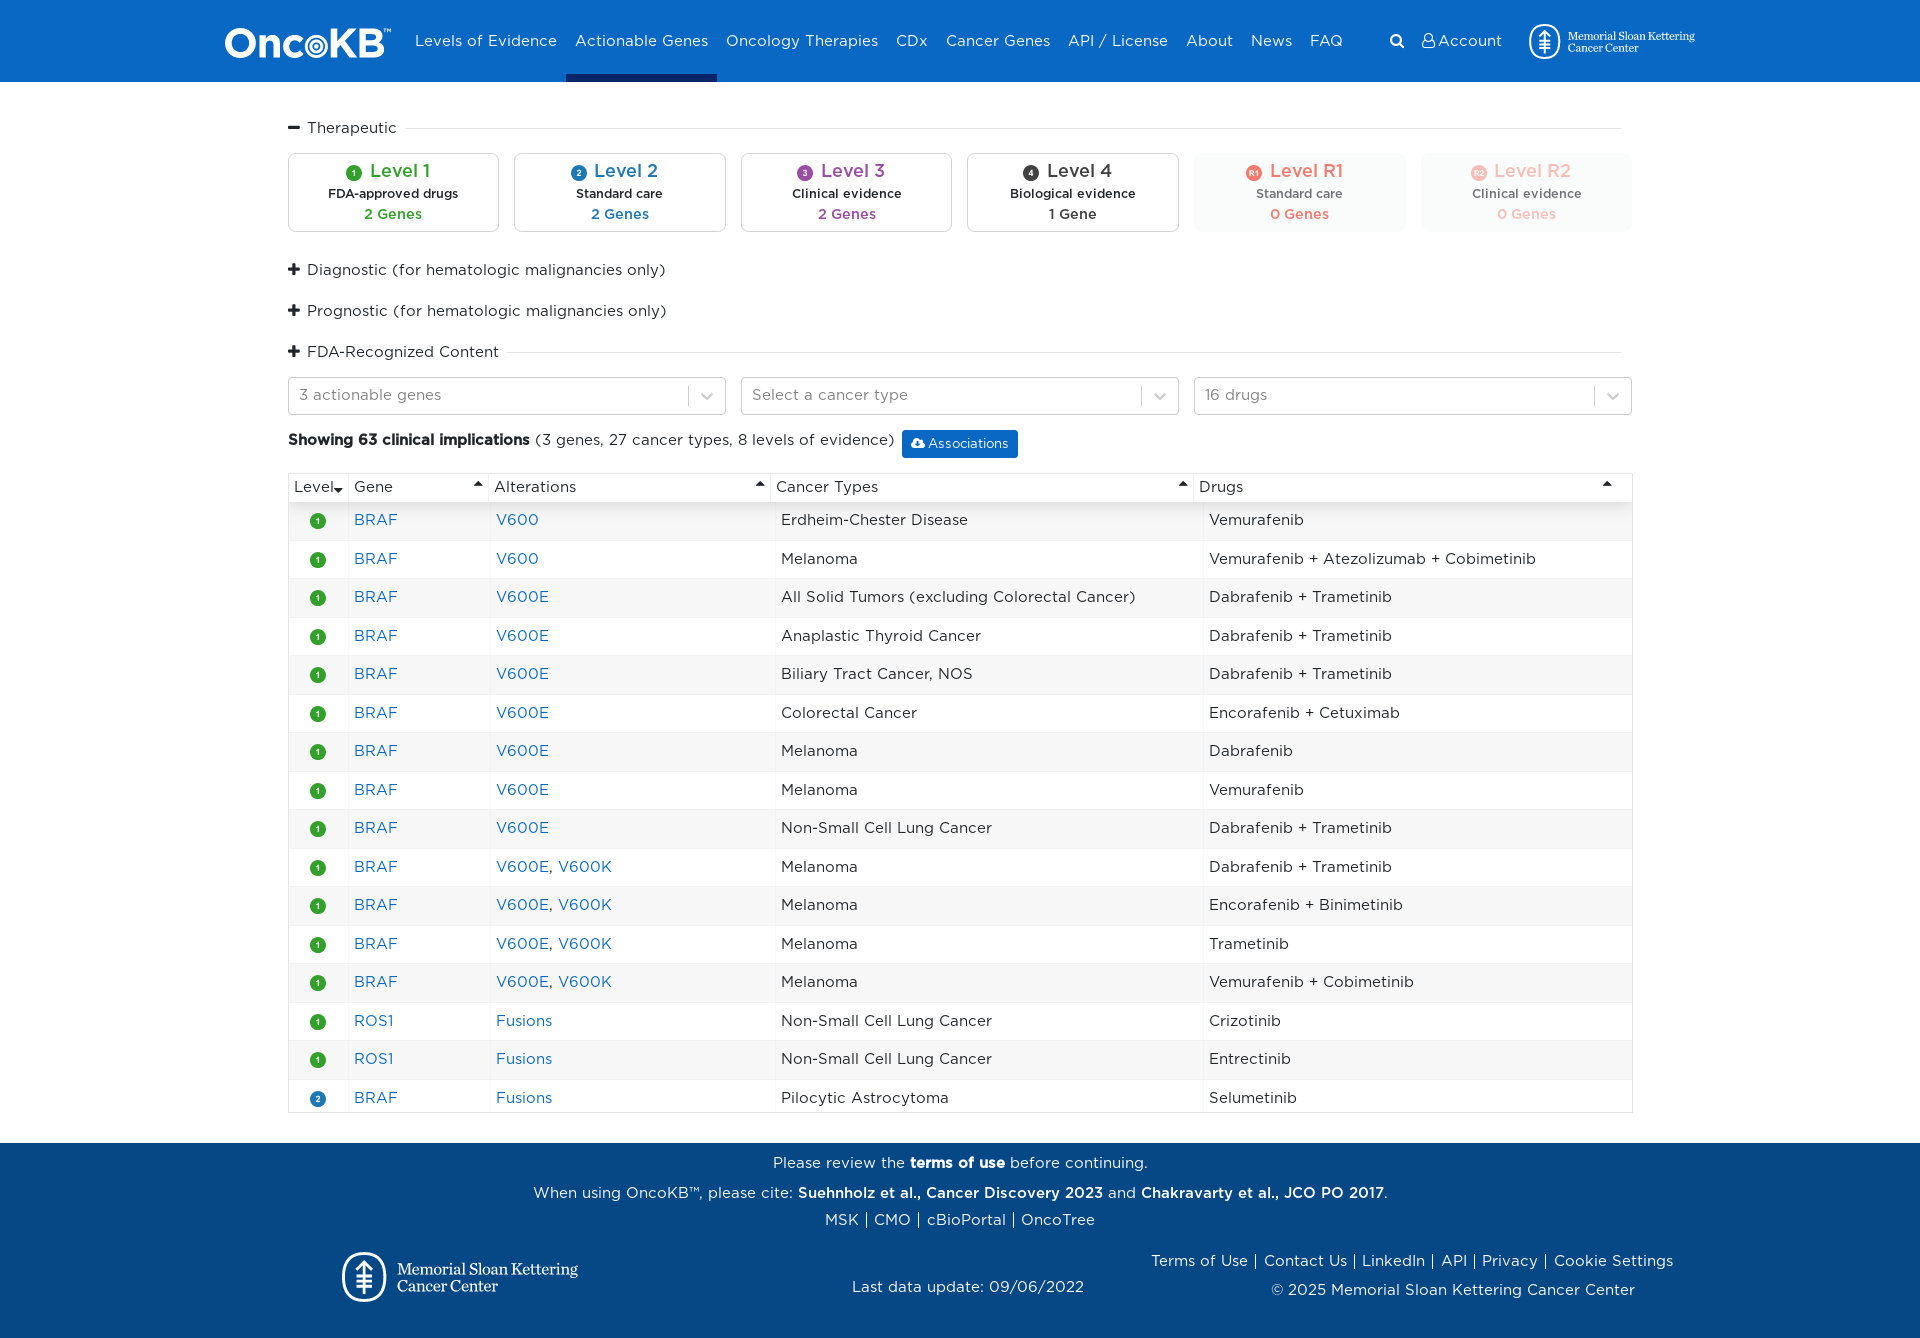 OncoKB™ Levels of Evidence Actionable Genes Oncology Therapies CDx Cancer Genes API / License About News FAQ Account Memorial Sloan Kettering Cancer Center
Therapeutic
1 Level 1
FDA-approved drugs
2 Genes
2 Level 2
Standard care
2 Genes
3 Level 3
Clinical evidence
2 Genes
4 Level 4
Biological evidence
1 Gene
R1 Level R1
Standard care
0 Genes
R2 Level R2
Clinical evidence
0 Genes
Diagnostic (for hematologic malignancies only)
Prognostic (for hematologic malignancies only)
FDA-Recognized Content
3 actionable genes Select a cancer type 16 drugs
Showing 63 clinical implications (3 genes, 27 cancer types, 8 levels of evidence) Associations
Level Gene Alterations Cancer Types Drugs
1 BRAF V600 Erdheim-Chester Disease Vemurafenib
1 BRAF V600 Melanoma Vemurafenib + Atezolizumab + Cobimetinib
1 BRAF V600E All Solid Tumors (excluding Colorectal Cancer) Dabrafenib + Trametinib
1 BRAF V600E Anaplastic Thyroid Cancer Dabrafenib + Trametinib
1 BRAF V600E Biliary Tract Cancer, NOS Dabrafenib + Trametinib
1 BRAF V600E Colorectal Cancer Encorafenib + Cetuximab
1 BRAF V600E Melanoma Dabrafenib
1 BRAF V600E Melanoma Vemurafenib
1 BRAF V600E Non-Small Cell Lung Cancer Dabrafenib + Trametinib
1 BRAF V600E, V600K Melanoma Dabrafenib + Trametinib
1 BRAF V600E, V600K Melanoma Encorafenib + Binimetinib
1 BRAF V600E, V600K Melanoma Trametinib
1 BRAF V600E, V600K Melanoma Vemurafenib + Cobimetinib
1 ROS1 Fusions Non-Small Cell Lung Cancer Crizotinib
1 ROS1 Fusions Non-Small Cell Lung Cancer Entrectinib
2 BRAF Fusions Pilocytic Astrocytoma Selumetinib
Please review the terms of use before continuing.
When using OncoKB™, please cite: Suehnholz et al., Cancer Discovery 2023 and Chakravarty et al., JCO PO 2017.
MSK | CMO | cBioPortal | OncoTree
Memorial Sloan Kettering
Cancer Center
Last data update: 09/06/2022
Terms of Use | Contact Us | LinkedIn | API | Privacy | Cookie Settings
© 2025 Memorial Sloan Kettering Cancer Center